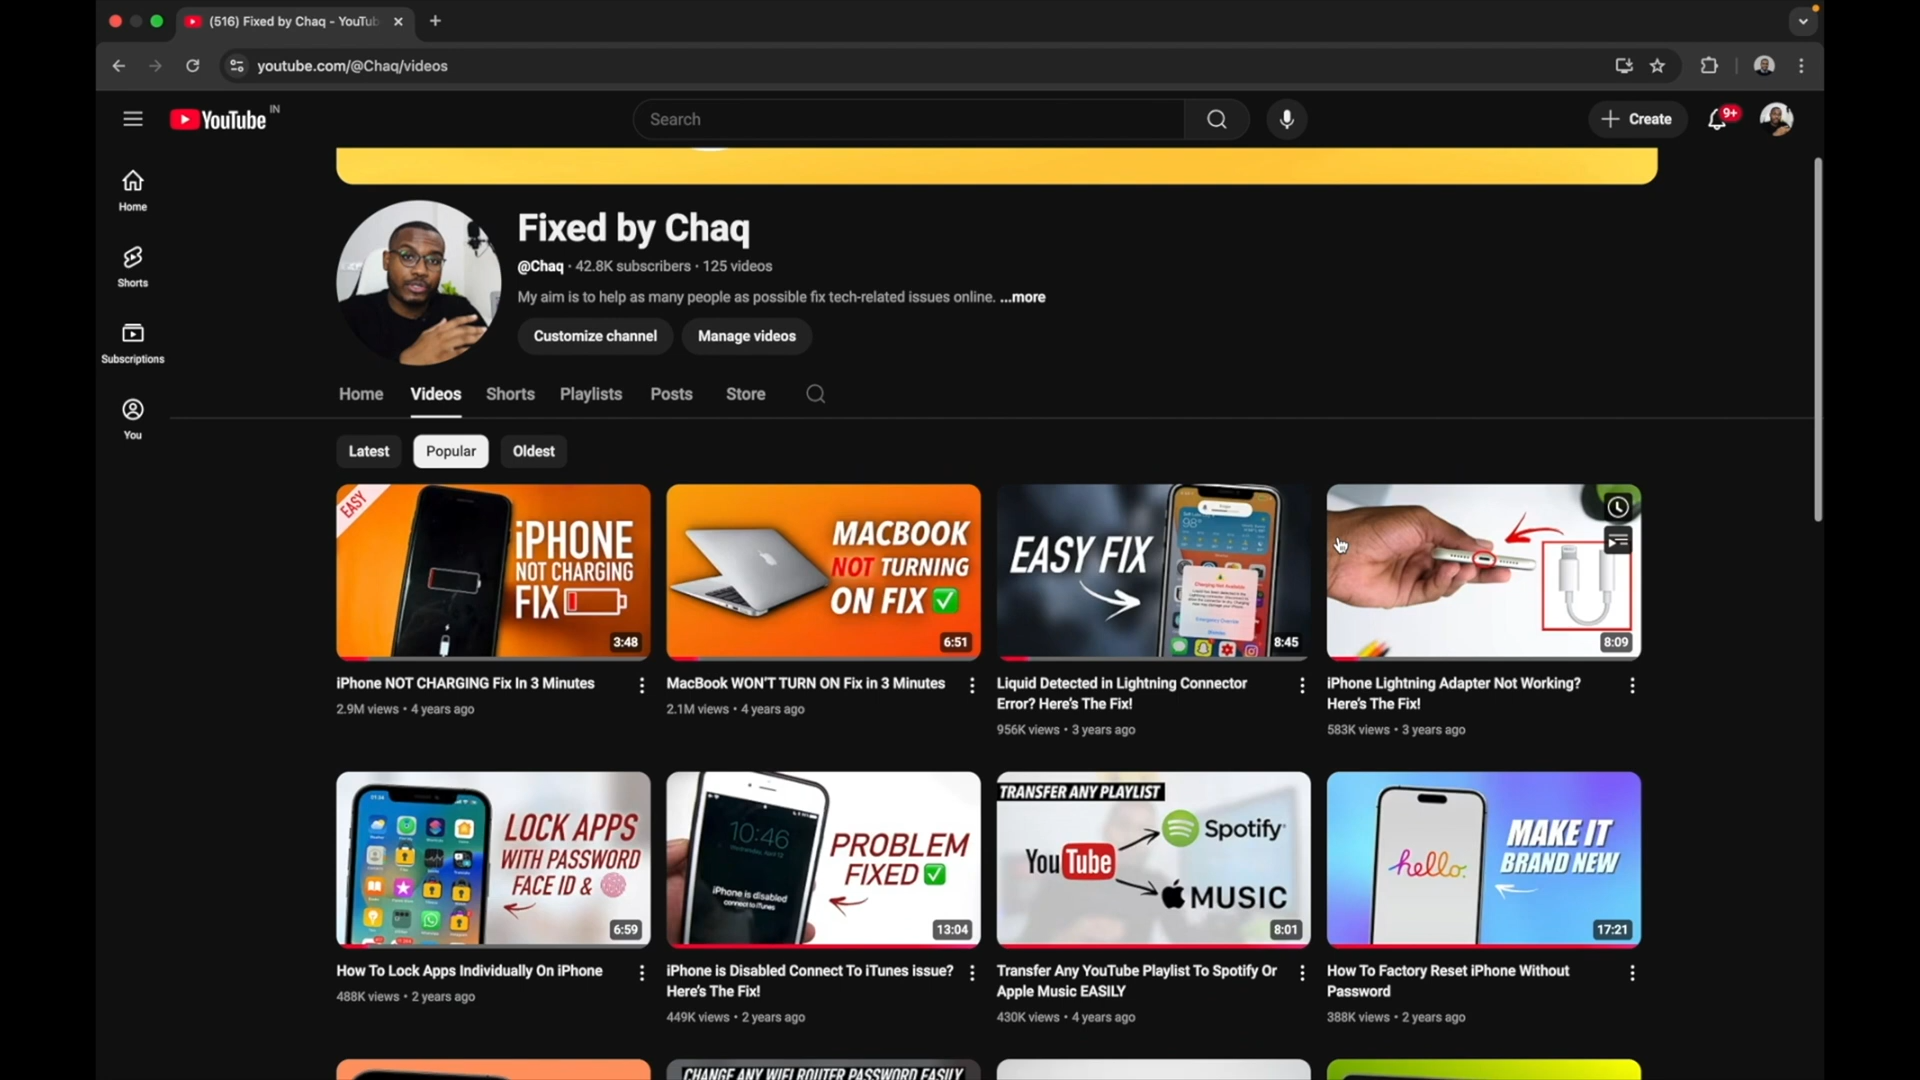 (516) Fixed by Chaq - YouTub
youtube.com/@Chaq/videos
YouTube IN
Search
Create
9+
Home
Shorts
Subscriptions
You
Fixed by Chaq
@Chaq · 42.8K subscribers · 125 videos
My aim is to help as many people as possible fix tech-related issues online. ...more
Customize channel Manage videos
Home Videos Shorts Playlists Posts Store
Latest Popular Oldest
EASY
iPHONE
NOT CHARGING
FIX
3:48
MACBOOK
NOT TURNING
ON FIX
6:51
EASY FIX
98°
Emergency Override
8:45
8:09
iPhone NOT CHARGING Fix In 3 Minutes
2.9M views • 4 years ago
MacBook WON'T TURN ON Fix in 3 Minutes
2.1M views • 4 years ago
Liquid Detected in Lightning Connector
Error? Here's The Fix!
956K views • 3 years ago
iPhone Lightning Adapter Not Working?
Here's The Fix!
583K views • 3 years ago
LOCK APPS
WITH PASSWORD
FACE ID &
6:59
10:46
iPhone is disabled
connect to iTunes
PROBLEM
FIXED
13:04
TRANSFER ANY PLAYLIST
YouTube
Spotify
MUSIC
8:01
hello.
MAKE IT
BRAND NEW
17:21
How To Lock Apps Individually On iPhone
488K views • 2 years ago
iPhone is Disabled Connect To iTunes issue?
Here's The Fix!
449K views • 2 years ago
Transfer Any YouTube Playlist To Spotify Or
Apple Music EASILY
430K views • 4 years ago
How To Factory Reset iPhone Without
Password
388K views • 2 years ago
CHANGE ANY WIFI ROUTER PASSWORD EASILY